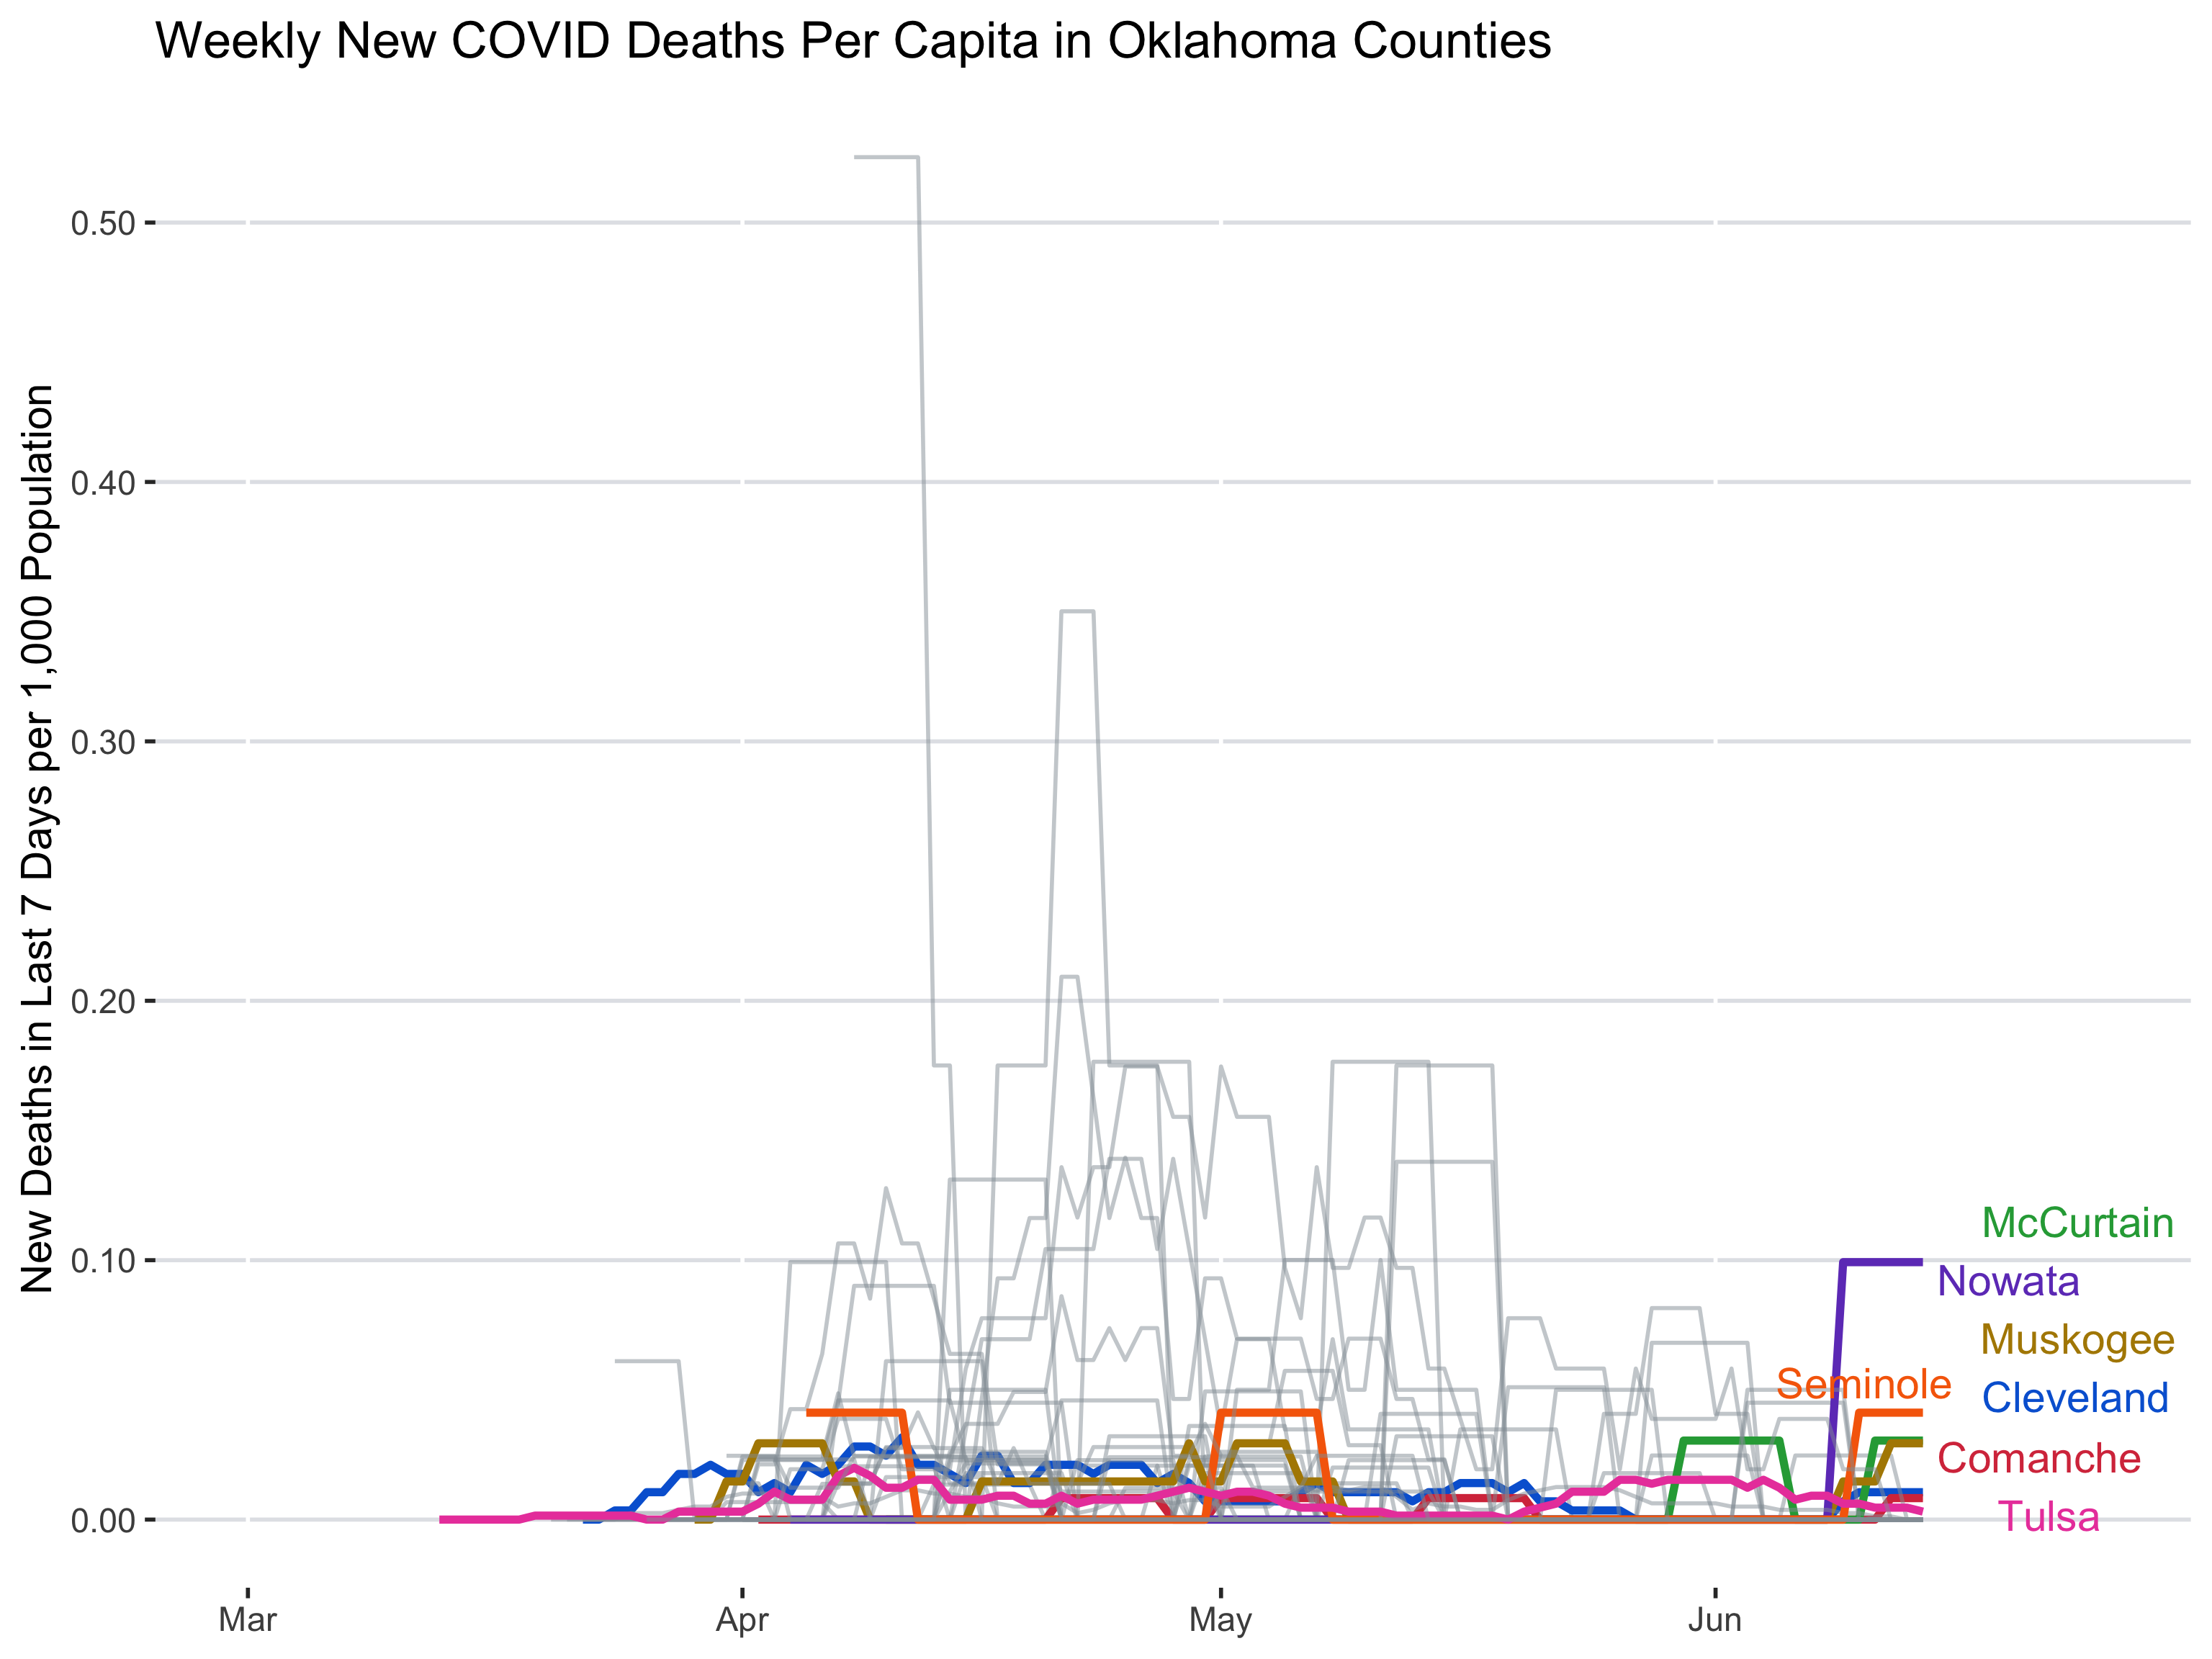 Weekly New COVID Deaths Per Capita in Oklahoma Counties
New Deaths in Last 7 Days per 1,000 Population
0.50
0.40
0.30
0.20
0.10
0.00
McCurtain
Nowata
Muskogee
Seminole
Cleveland
Comanche
Tulsa
Mar
Apr
May
Jun